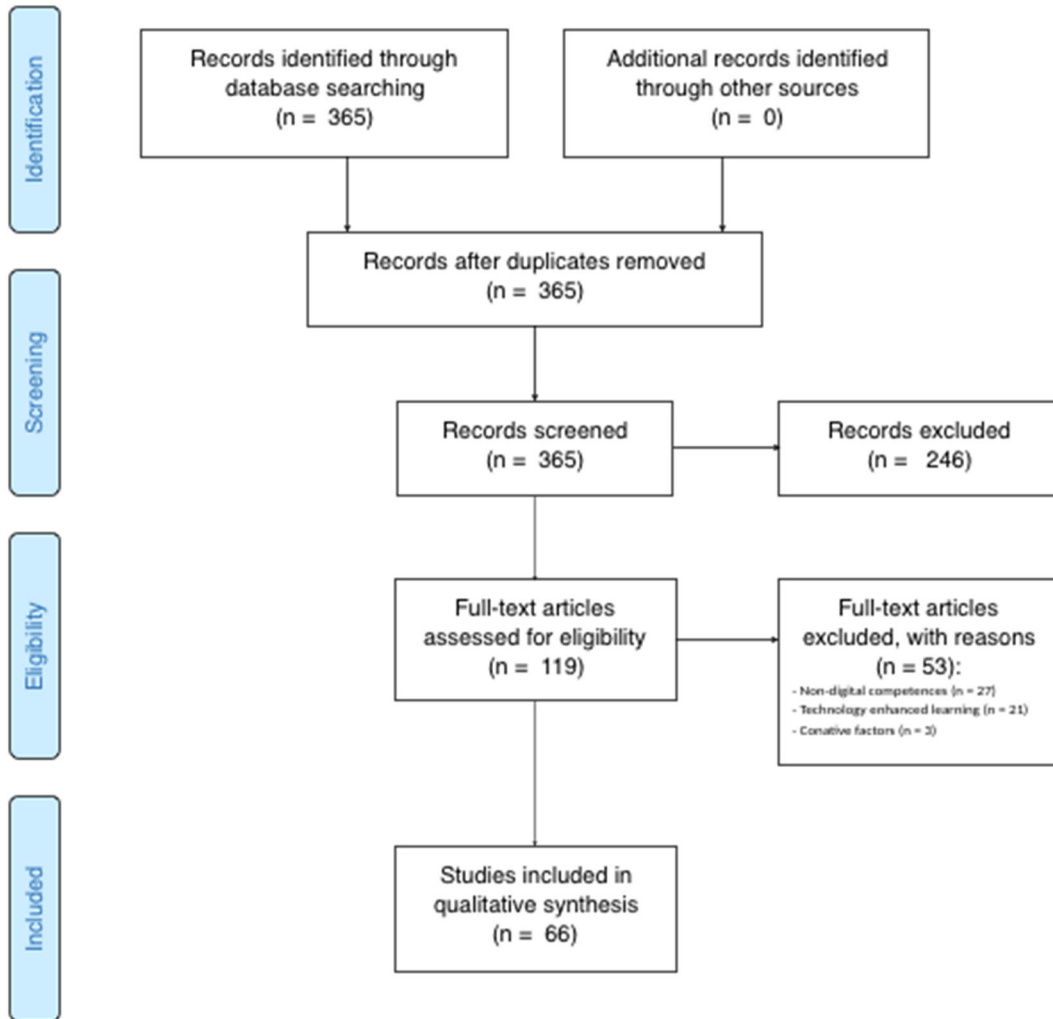 Identification
Records identified through
database searching
(n = 365)
Additional records identified
through other sources
(n = 0)
Records after duplicates removed
(n = 365)
Screening
Records screened
(n = 365)
Records excluded
(n = 246)
Eligibility
Full-text articles
assessed for eligibility
(n = 119)
Full-text articles
excluded, with reasons
(n = 53):
- Non-digital competences (n = 27)
- Technology enhanced learning (n = 21)
- Conative factors (n = 3)
Included
Studies included in
qualitative synthesis
(n = 66)